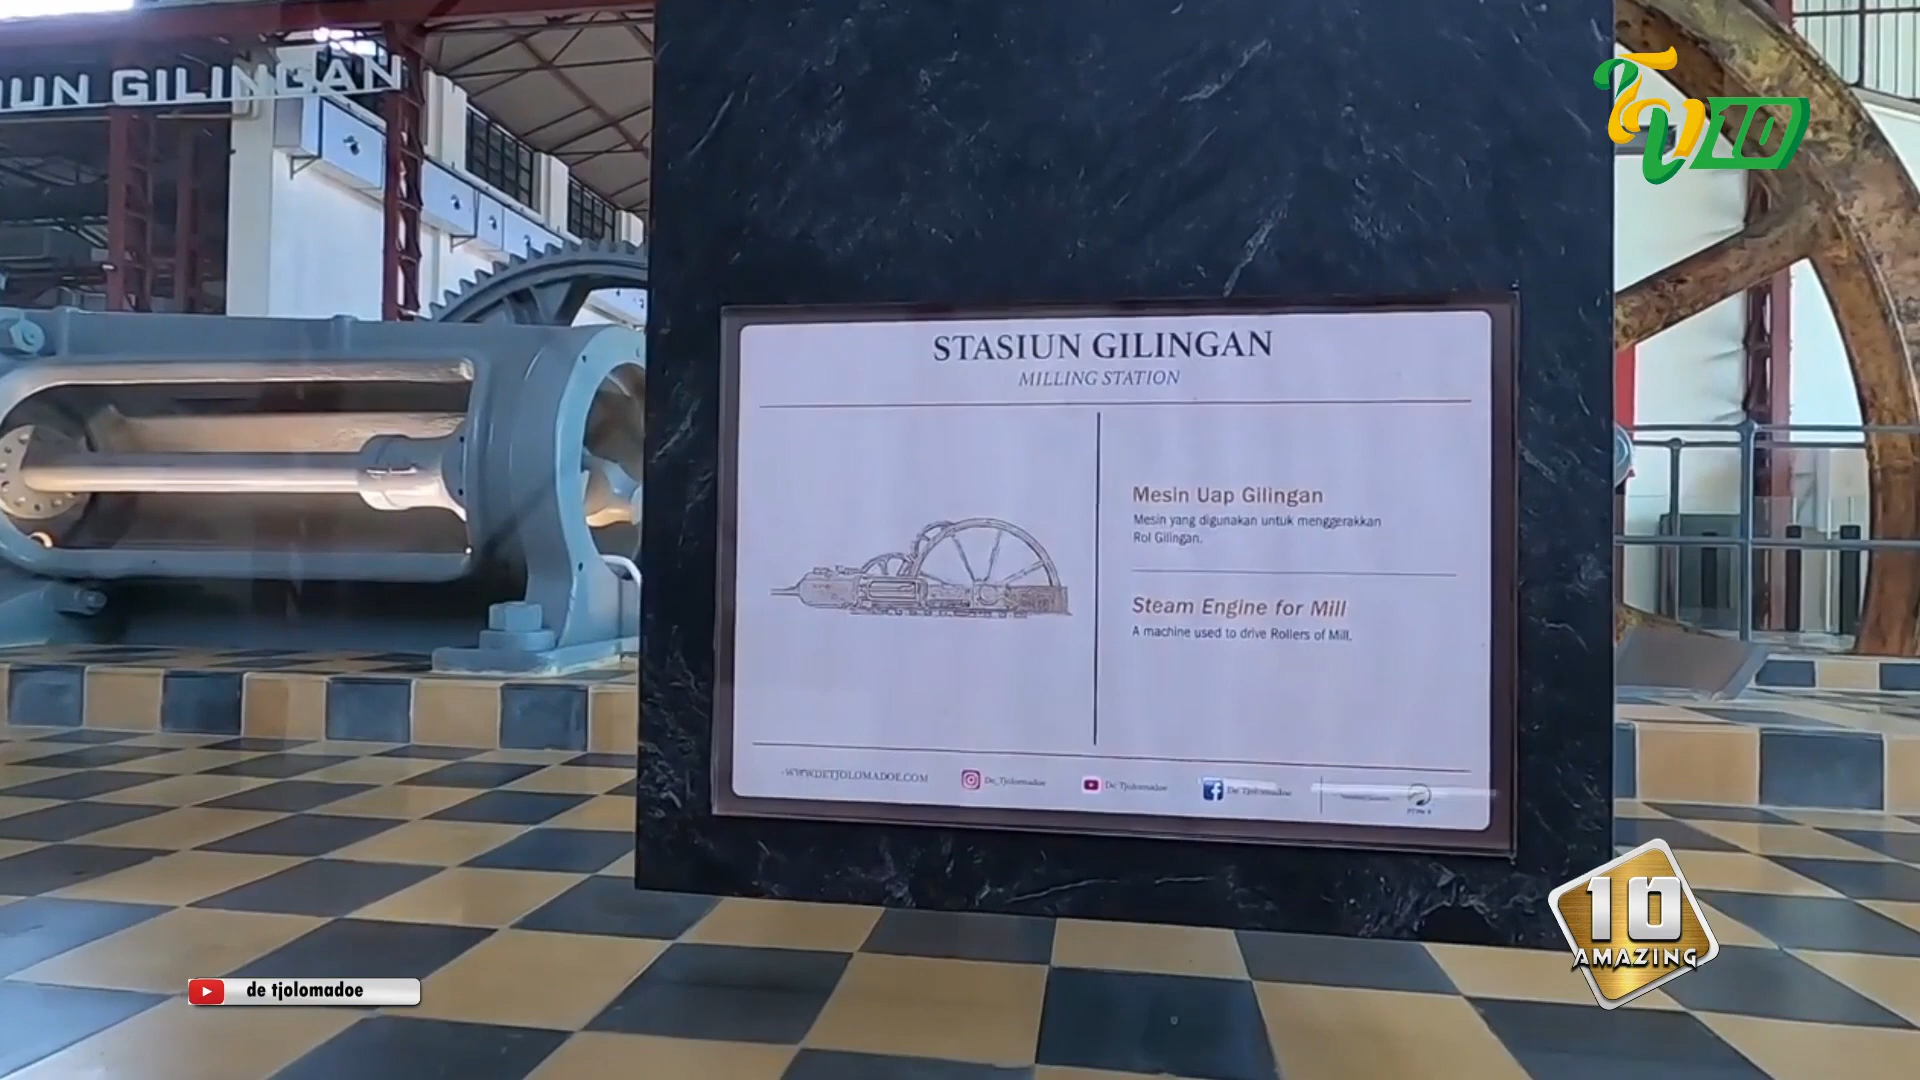 IUN GILINGAN
TV10
STASIUN GILINGAN
MILLING STATION
Mesin Uap Gilingan
Mesin yang digunakan untuk menggerakkan
Rol Gilingan.
Steam Engine for Mill
A machine used to drive Rollers of Mill.
WWW.DETJOLOMADOE.COM
De_Tjolomadoe
De Tjolomadoe
De Tjolomadoe
10
AMAZING
de tjolomadoe